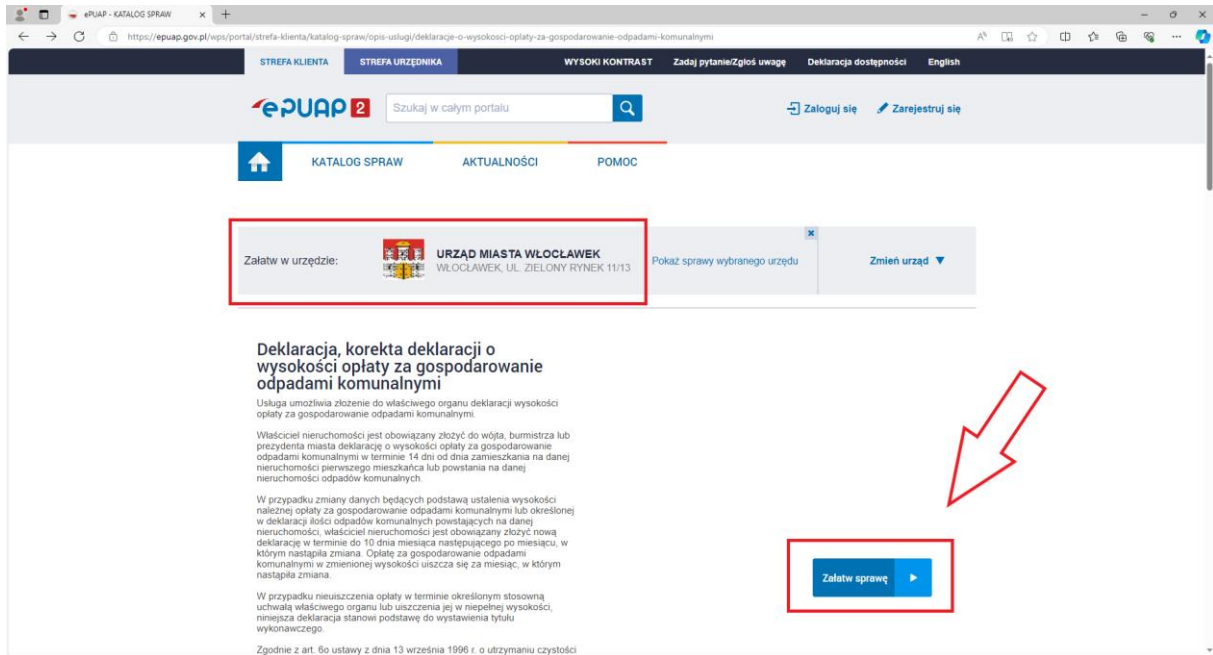 ePUAP - KATALOG SPRAW
https://epuap.gov.pl/wps/portal/strefa-klienta/katalog-spraw/opis-uslugi/deklaracje-o-wysokosci-oplaty-za-gospodarowanie-odpadami-komunalnymi
STREFA KLIENTA STREFA URZĘDNIKA WYSOKI KONTRAST Zadaj pytanie/Zgłoś uwagę Deklaracja dostępności English
ePUAP 2 Szukaj w całym portalu Zaloguj się Zarejestruj się
KATALOG SPRAW AKTUALNOŚCI POMOC
Załatw w urzędzie: URZĄD MIASTA WŁOCŁAWEK
WŁOCŁAWEK, UL. ZIELONY RYNEK 11/13
Pokaż sprawy wybranego urzędu Zmień urząd
Deklaracja, korekta deklaracji o
wysokości opłaty za gospodarowanie
odpadami komunalnymi
Usługa umożliwia złożenie do właściwego organu deklaracji wysokości
opłaty za gospodarowanie odpadami komunalnymi.
Właściciel nieruchomości jest obowiązany złożyć do wójta, burmistrza lub
prezydenta miasta deklarację o wysokości opłaty za gospodarowanie
odpadami komunalnymi w terminie 14 dni od dnia zamieszkania na danej
nieruchomości pierwszego mieszkańca lub powstania na danej
nieruchomości odpadów komunalnych.
W przypadku zmiany danych będących podstawą ustalenia wysokości
należnej opłaty za gospodarowanie odpadami komunalnymi lub określonej
w deklaracji ilości odpadów komunalnych powstających na danej
nieruchomości, właściciel nieruchomości jest obowiązany złożyć nową
deklarację w terminie do 10 dnia miesiąca następującego po miesiącu, w
którym nastąpiła zmiana. Opłatę za gospodarowanie odpadami
komunalnymi w zmienionej wysokości uiszcza się za miesiąc, w którym
nastąpiła zmiana.
W przypadku nieuiszczenia opłaty w terminie określonym stosowną
uchwałą właściwego organu lub uiszczenia jej w niepełnej wysokości,
niniejsza deklaracja stanowi podstawę do wystawienia tytułu
wykonawczego.
Zgodnie z art. 6o ustawy z dnia 13 września 1996 r. o utrzymaniu czystości
Załatw sprawę